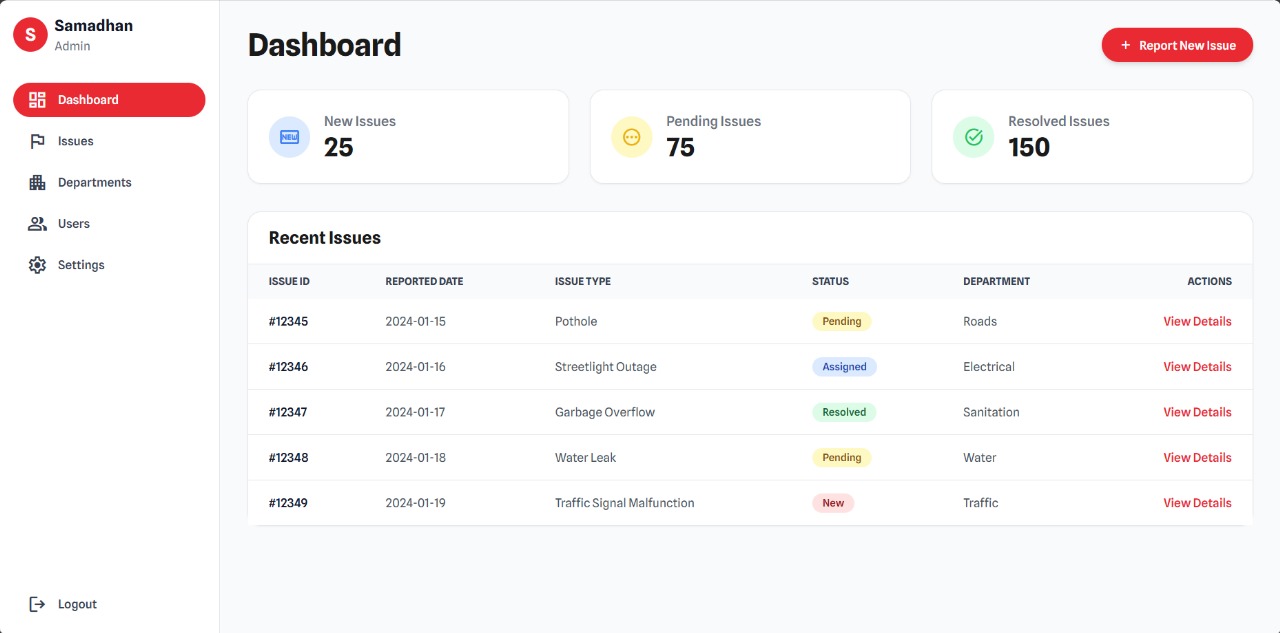 S
Samadhan
Admin
Dashboard
Issues
Departments
Users
Settings
Logout
Dashboard
+ Report New Issue
NEW
New Issues
25
Pending Issues
75
Resolved Issues
150
Recent Issues
ISSUE ID REPORTED DATE ISSUE TYPE STATUS DEPARTMENT ACTIONS
#12345 2024-01-15 Pothole Pending Roads View Details
#12346 2024-01-16 Streetlight Outage Assigned Electrical View Details
#12347 2024-01-17 Garbage Overflow Resolved Sanitation View Details
#12348 2024-01-18 Water Leak Pending Water View Details
#12349 2024-01-19 Traffic Signal Malfunction New Traffic View Details